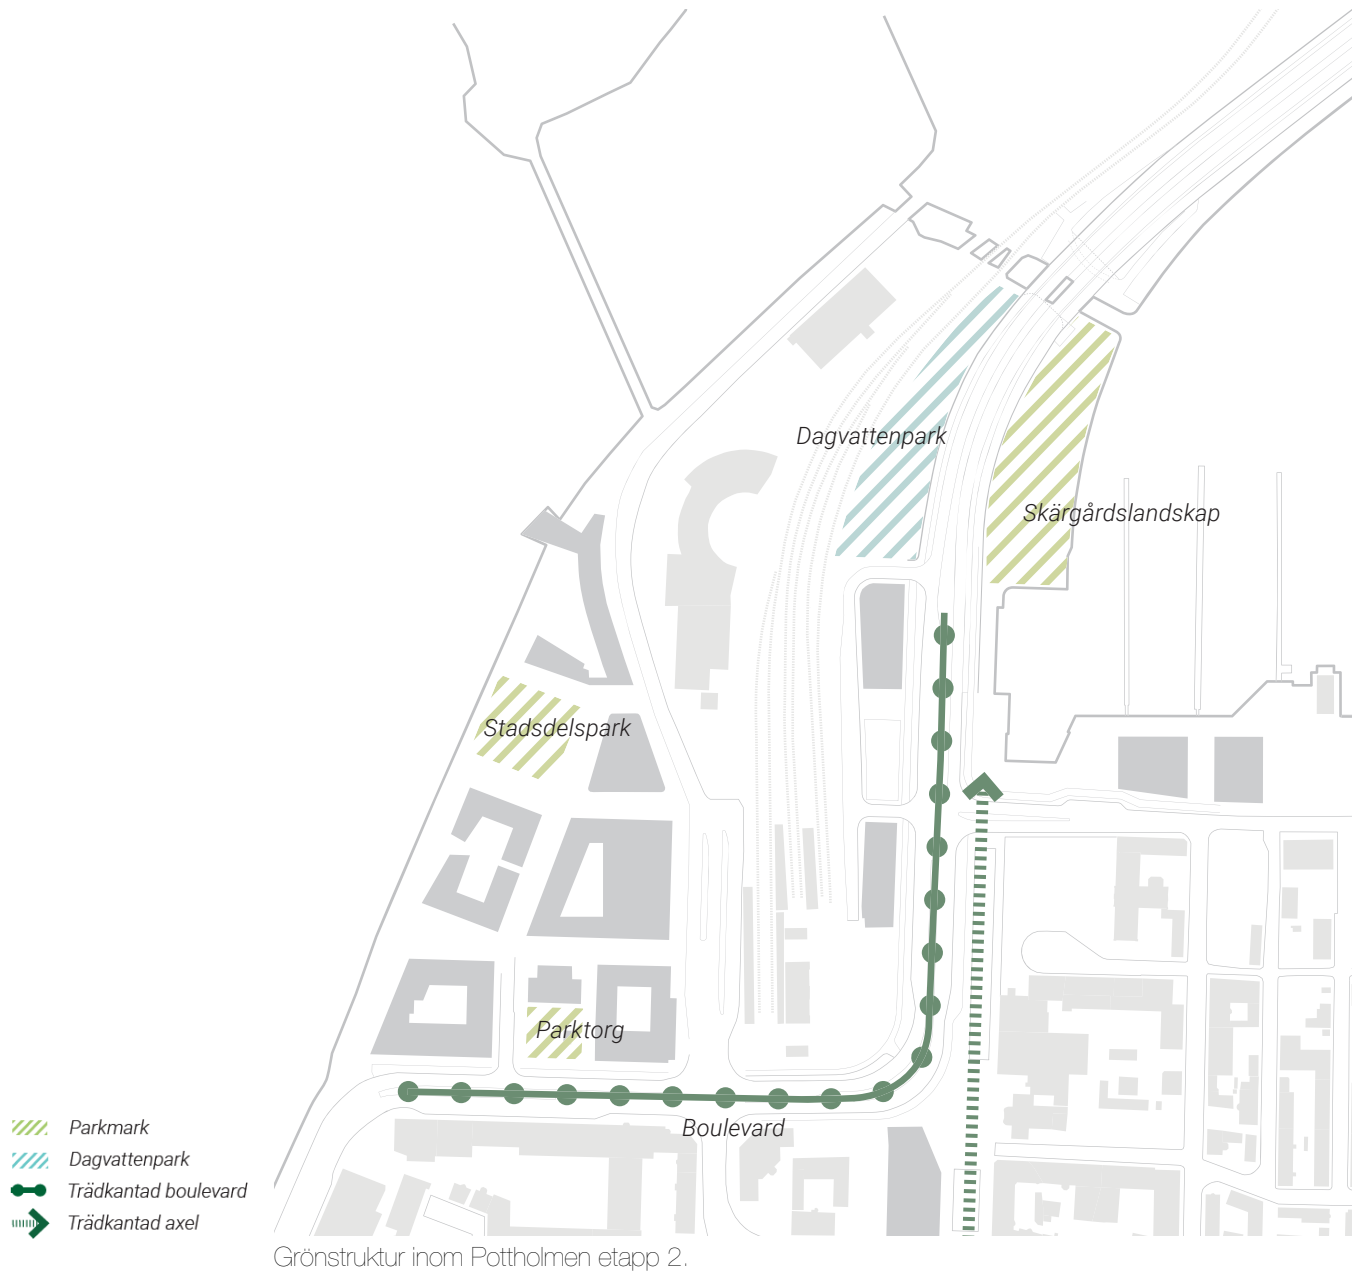 Dagvattenpark
Skärgårdslandskap
Stadsdelspark
Parktorg
Boulevard
Parkmark
Dagvattenpark
Trädkantad boulevard
Trädkantad axel
Grönstruktur inom Pottholmen etapp 2.